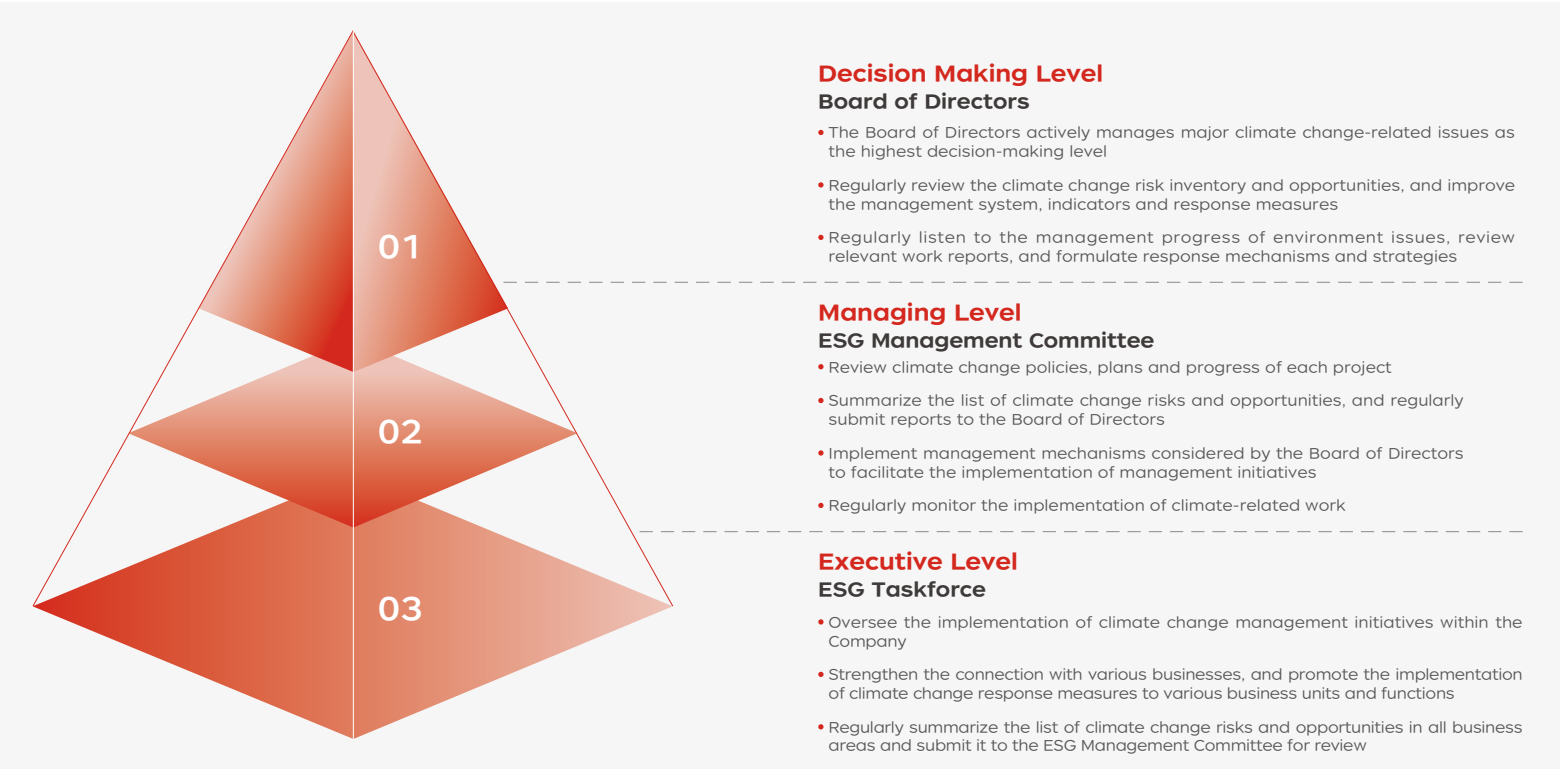 01
02
03
Decision Making Level
Board of Directors
• The Board of Directors actively manages major climate change-related issues as
the highest decision-making level
• Regularly review the climate change risk inventory and opportunities, and improve
the management system, indicators and response measures
• Regularly listen to the management progress of environment issues, review
relevant work reports, and formulate response mechanisms and strategies
Managing Level
ESG Management Committee
• Review climate change policies, plans and progress of each project
• Summarize the list of climate change risks and opportunities, and regularly
submit reports to the Board of Directors
• Implement management mechanisms considered by the Board of Directors
to facilitate the implementation of management initiatives
• Regularly monitor the implementation of climate-related work
Executive Level
ESG Taskforce
• Oversee the implementation of climate change management initiatives within the
Company
• Strengthen the connection with various businesses, and promote the implementation
of climate change response measures to various business units and functions
• Regularly summarize the list of climate change risks and opportunities in all business
areas and submit it to the ESG Management Committee for review